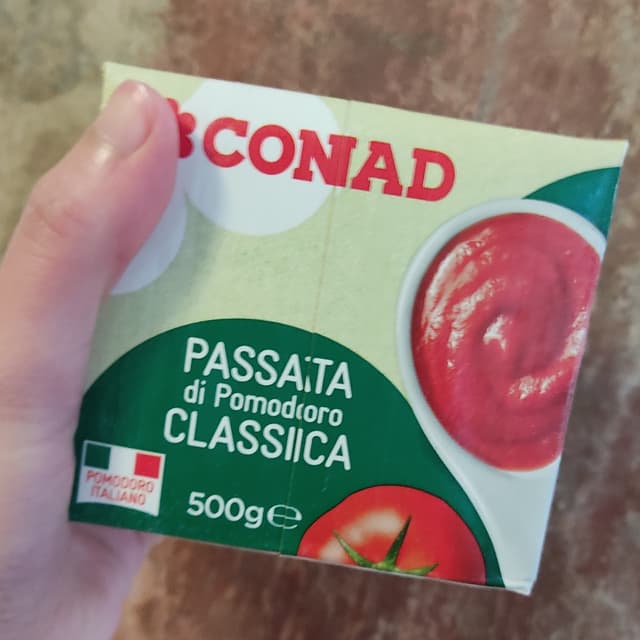 CONAD
PASSATA
di Pomodoro
CLASSICA
POMODORO
ITALIANO
500g℮